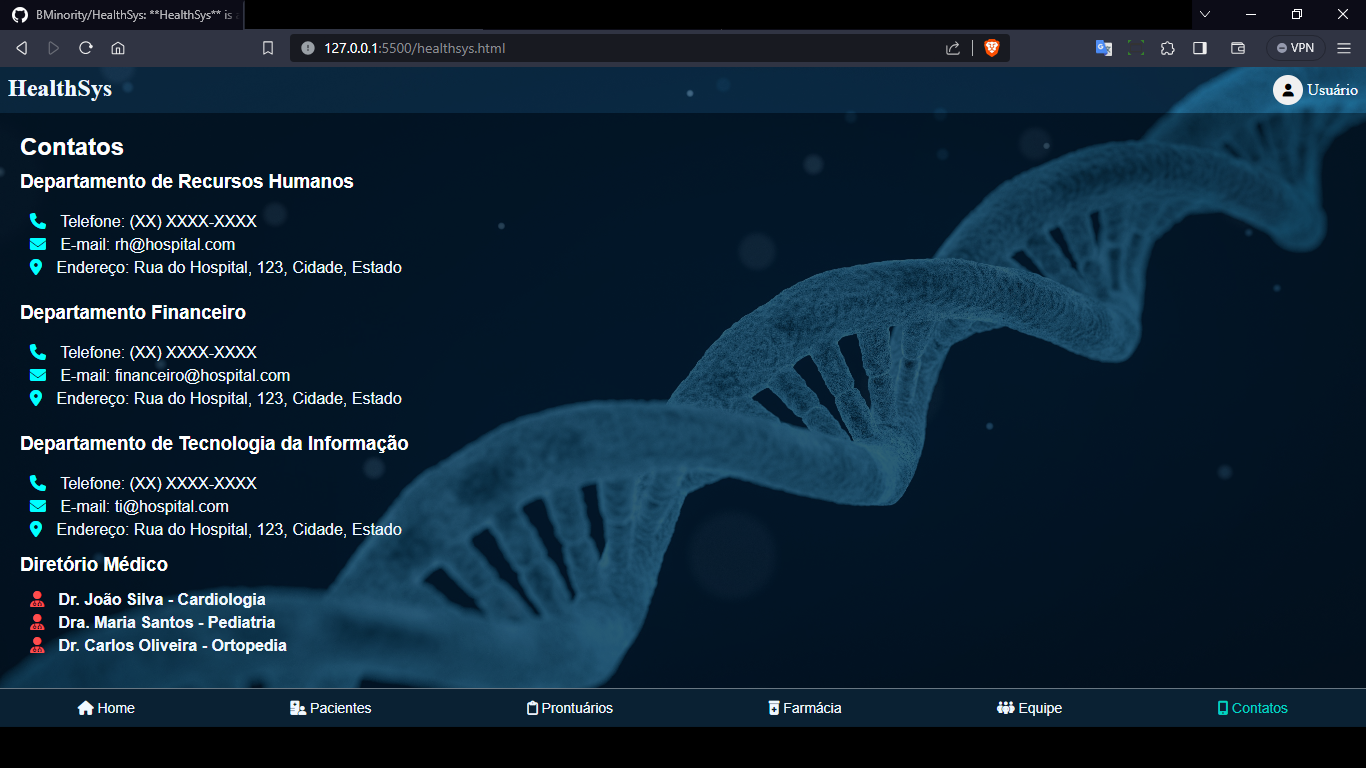 BMinority/HealthSys: **HealthSys** is
127.0.0.1:5500/healthsys.html
VPN
HealthSys
Usuário
Contatos
Departamento de Recursos Humanos
Telefone: (XX) XXXX-XXXX
E-mail: rh@hospital.com
Endereço: Rua do Hospital, 123, Cidade, Estado
Departamento Financeiro
Telefone: (XX) XXXX-XXXX
E-mail: financeiro@hospital.com
Endereço: Rua do Hospital, 123, Cidade, Estado
Departamento de Tecnologia da Informação
Telefone: (XX) XXXX-XXXX
E-mail: ti@hospital.com
Endereço: Rua do Hospital, 123, Cidade, Estado
Diretório Médico
Dr. João Silva - Cardiologia
Dra. Maria Santos - Pediatria
Dr. Carlos Oliveira - Ortopedia
Home Pacientes Prontuários Farmácia Equipe Contatos